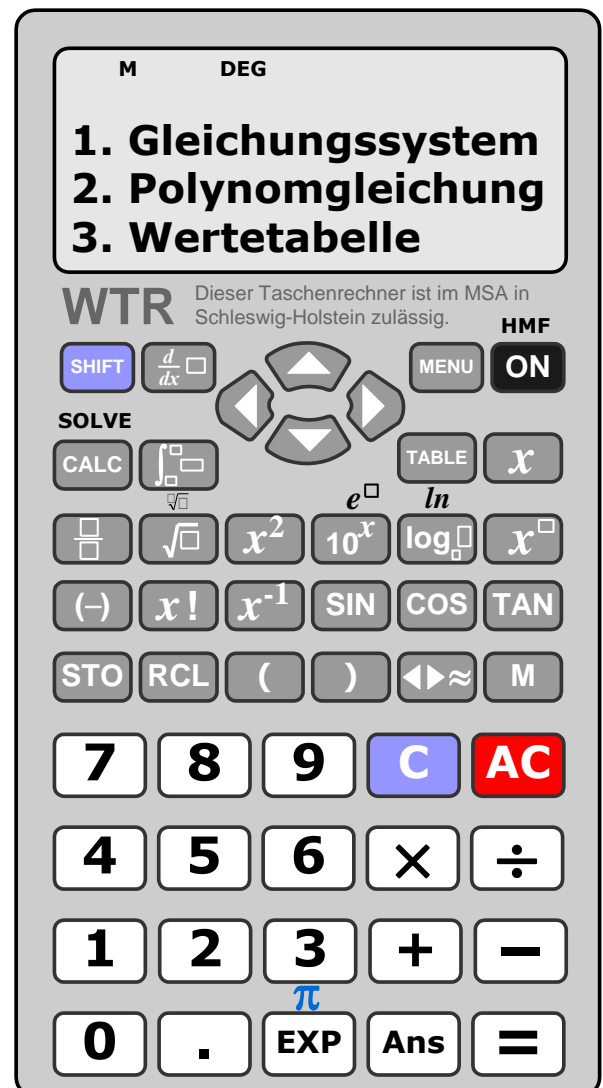 M DEG
1. Gleichungssystem
2. Polynomgleichung
3. Wertetabelle
WTR Dieser Taschenrechner ist im MSA in
Schleswig-Holstein zulässig.
HMF
SHIFT d/dx □ MENU ON
SOLVE
CALC ∫□ TABLE x
√□ e□ ln
□/□ √□ x² 10ˣ log□ x□
(–) x! x⁻¹ SIN COS TAN
STO RCL ( ) ◀▶≈ M
7 8 9 C AC
4 5 6 × ÷
1 2 3 + −
π
0 . EXP Ans =